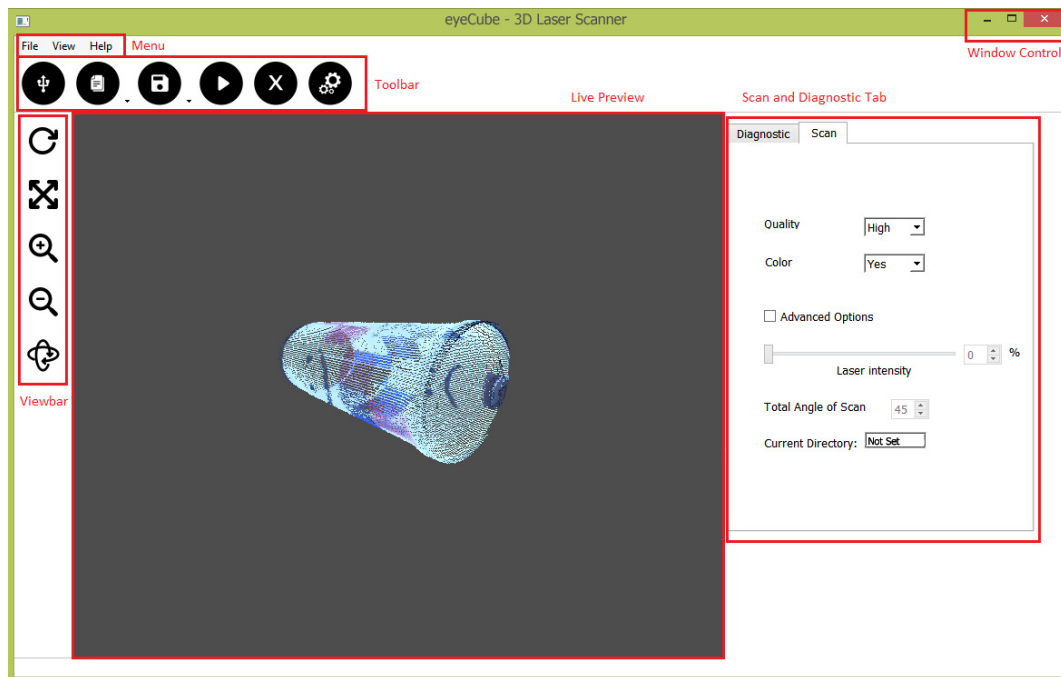 eyeCube - 3D Laser Scanner
File View Help Menu
Window Control
Toolbar
Live Preview
Scan and Diagnostic Tab
Diagnostic Scan
Quality High
Color Yes
Advanced Options
0 %
Laser intensity
Total Angle of Scan 45
Current Directory: Not Set
Viewbar